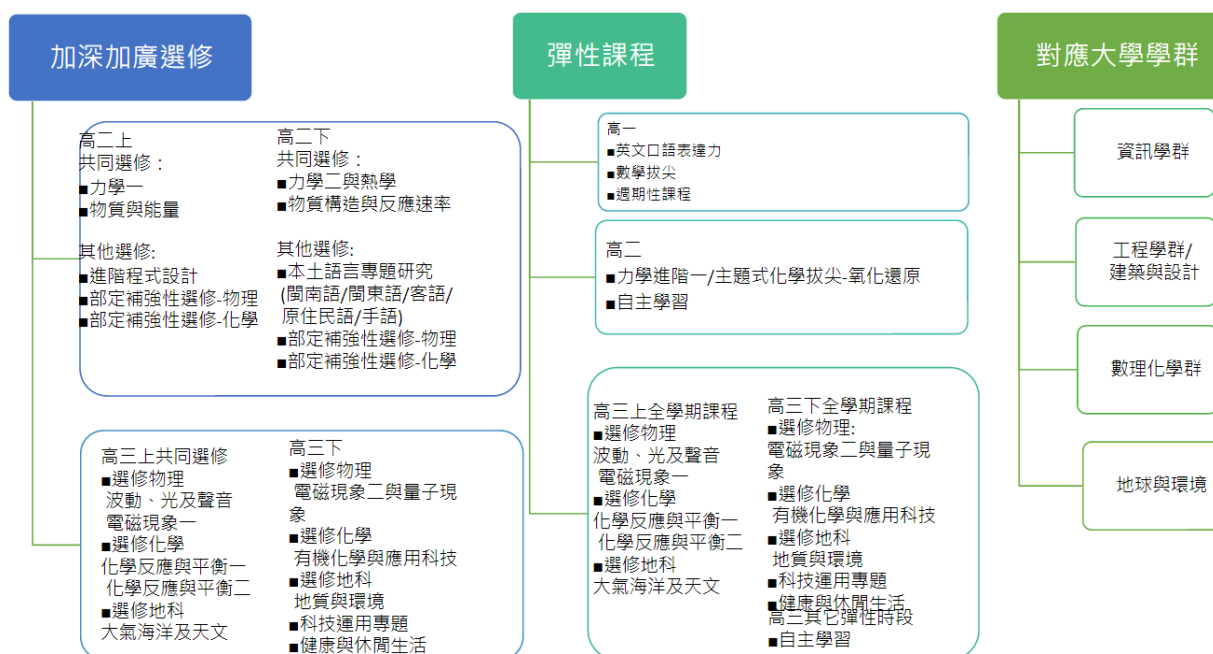 加深加廣選修
高二上
共同選修：
■力學一
■物質與能量
其他選修:
■進階程式設計
■部定補強性選修-物理
■部定補強性選修-化學
高二下
共同選修：
■力學二與熱學
■物質構造與反應速率
其他選修:
■本土語言專題研究
(閩南語/閩東語/客語/
原住民語/手語)
■部定補強性選修-物理
■部定補強性選修-化學
高三上共同選修
■選修物理
波動、光及聲音
電磁現象一
■選修化學
化學反應與平衡一
化學反應與平衡二
■選修地科
大氣海洋及天文
高三下
■選修物理
電磁現象二與量子現
象
■選修化學
有機化學與應用科技
■選修地科
地質與環境
■科技運用專題
■健康與休閒生活
彈性課程
高一
■英文口語表達力
■數學拔尖
■週期性課程
高二
■力學進階一/主題式化學拔尖-氧化還原
■自主學習
高三上全學期課程
■選修物理
波動、光及聲音
電磁現象一
■選修化學
化學反應與平衡一
化學反應與平衡二
■選修地科
大氣海洋及天文
高三下全學期課程
■選修物理:
電磁現象二與量子現
象
■選修化學
有機化學與應用科技
■選修地科
地質與環境
■科技運用專題
■健康與休閒生活
高三其它彈性時段
■自主學習
對應大學學群
資訊學群
工程學群/
建築與設計
數理化學群
地球與環境